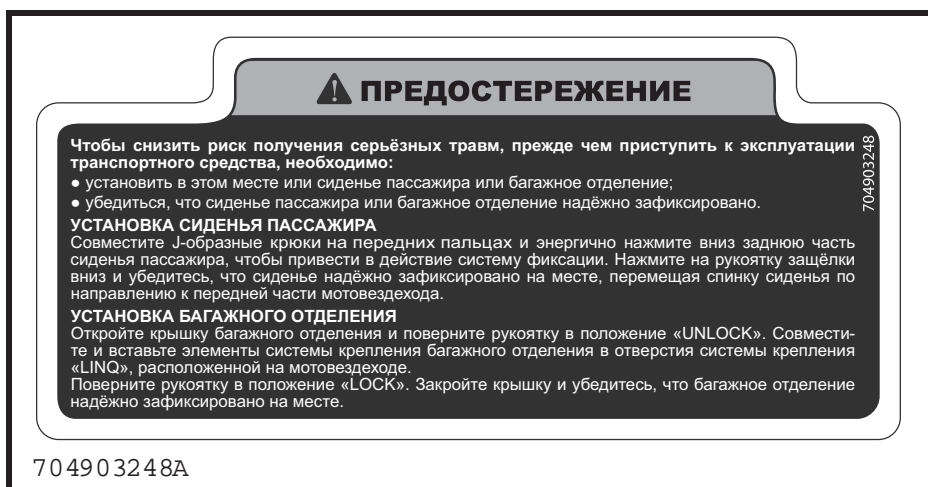 ПРЕДОСТЕРЕЖЕНИЕ
Чтобы снизить риск получения серьёзных травм, прежде чем приступить к эксплуатации
транспортного средства, необходимо:
● установить в этом месте или сиденье пассажира или багажное отделение;
● убедиться, что сиденье пассажира или багажное отделение надёжно зафиксировано.
УСТАНОВКА СИДЕНЬЯ ПАССАЖИРА
Совместите J-образные крюки на передних пальцах и энергично нажмите вниз заднюю часть
сиденья пассажира, чтобы привести в действие систему фиксации. Нажмите на рукоятку защёлки
вниз и убедитесь, что сиденье надёжно зафиксировано на месте, перемещая спинку сиденья по
направлению к передней части мотовездехода.
УСТАНОВКА БАГАЖНОГО ОТДЕЛЕНИЯ
Откройте крышку багажного отделения и поверните рукоятку в положение «UNLOCK». Совмести-
те и вставьте элементы системы крепления багажного отделения в отверстия системы крепления
«LINQ», расположенной на мотовездеходе.
Поверните рукоятку в положение «LOCK». Закройте крышку и убедитесь, что багажное отделение
надёжно зафиксировано на месте.
704903248
704903248A